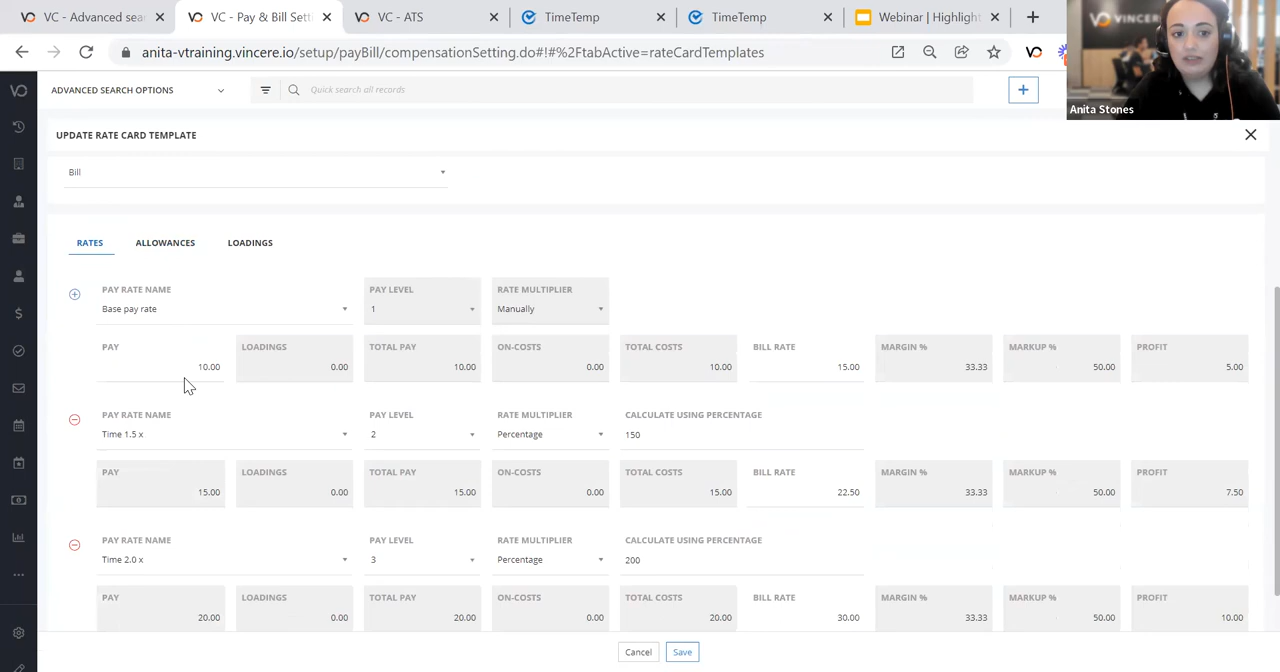 VC - Advanced sea
VC - Pay & Bill Sett
VC - ATS
TimeTemp
TimeTemp
Webinar | Highlight
anita-vtraining.vincere.io/setup/payBill/compensationSetting.do#!#%2FtabActive=rateCardTemplates
VINCERE
Anita Stones
ADVANCED SEARCH OPTIONS
Quick search all records
UPDATE RATE CARD TEMPLATE
Bill
RATES ALLOWANCES LOADINGS
PAY RATE NAME PAY LEVEL RATE MULTIPLIER
Base pay rate 1 Manually
PAY LOADINGS TOTAL PAY ON-COSTS TOTAL COSTS BILL RATE MARGIN % MARKUP % PROFIT
10.00 0.00 10.00 0.00 10.00 15.00 33.33 50.00 5.00
PAY RATE NAME PAY LEVEL RATE MULTIPLIER CALCULATE USING PERCENTAGE
Time 1.5 x 2 Percentage 150
PAY LOADINGS TOTAL PAY ON-COSTS TOTAL COSTS BILL RATE MARGIN % MARKUP % PROFIT
15.00 0.00 15.00 0.00 15.00 22.50 33.33 50.00 7.50
PAY RATE NAME PAY LEVEL RATE MULTIPLIER CALCULATE USING PERCENTAGE
Time 2.0 x 3 Percentage 200
PAY LOADINGS TOTAL PAY ON-COSTS TOTAL COSTS BILL RATE MARGIN % MARKUP % PROFIT
20.00 0.00 20.00 0.00 20.00 30.00 33.33 50.00 10.00
Cancel Save